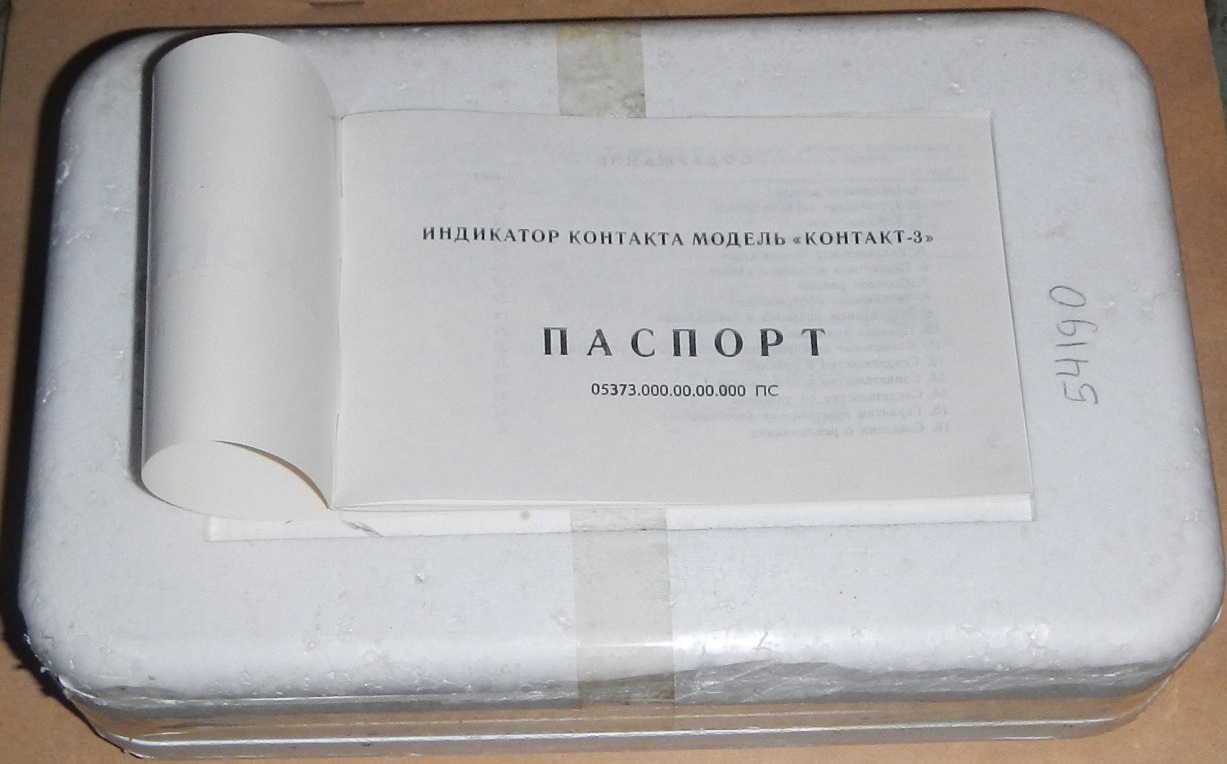 ИНДИКАТОР КОНТАКТА МОДЕЛЬ «КОНТАКТ-3»
ПАСПОРТ
05373.000.00.00.000 ПС
54190